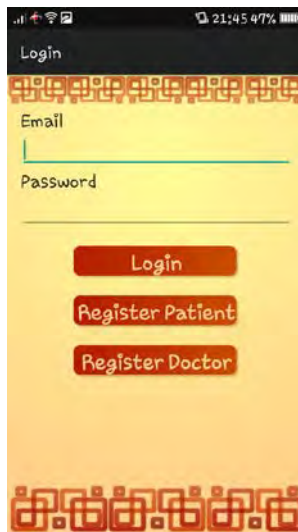 21:45 47%
Login
Email
Password
Login
Register Patient
Register Doctor